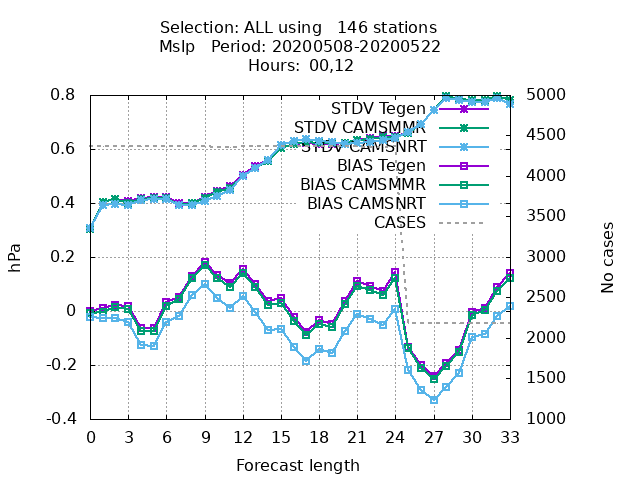 Selection: ALL using   146 stations
Mslp   Period: 20200508-20200522
Hours:  00,12
STDV Tegen
STDV CAMSMMR
STDV CAMSNRT
BIAS Tegen
BIAS CAMSMMR
BIAS CAMSNRT
CASES
hPa
0.8
0.6
0.4
0.2
0
-0.2
-0.4
5000
4500
4000
3500
3000
2500
2000
1500
1000
No cases
0 3 6 9 12 15 18 21 24 27 30 33
Forecast length